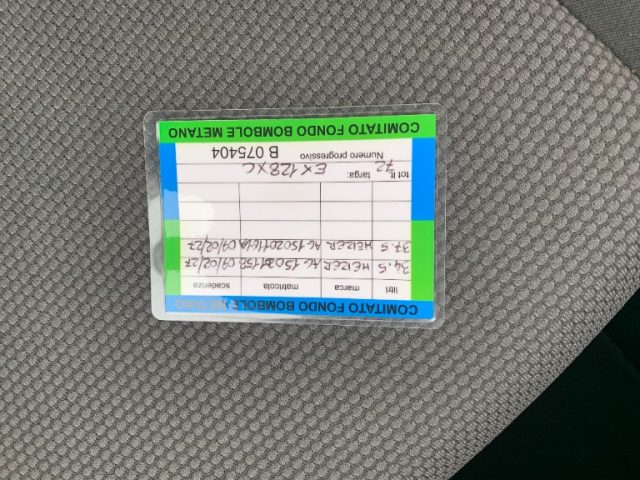 COMITATO FONDO BOMBOLE METANO
litri marca matricola scadenza
34.5 HEIZER 09/02/27
37.5 HEIZER 09/02/27
tot lt. 72 targa: EX128XC
Numero progressivo B 075404
COMITATO FONDO BOMBOLE METANO